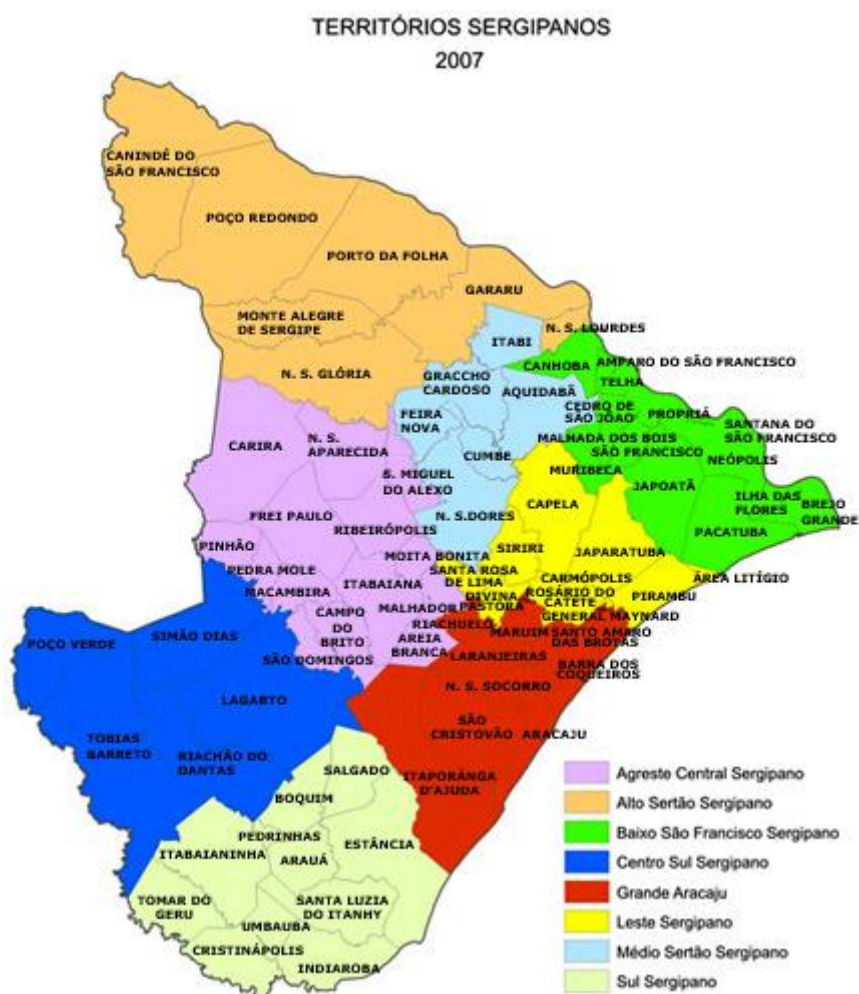 TERRITÓRIOS SERGIPANOS
2007
CANINDÉ DO
SÃO FRANCISCO
POÇO REDONDO
PORTO DA FOLHA
GARARU
MONTE ALEGRE
DE SERGIPE
N. S. LOURDES
ITABI
N. S. GLÓRIA
CANHOBA
AMPARO DO SÃO FRANCISCO
GRACCHO
CARDOSO
AQUIDABÃ
TELHA
FEIRA
NOVA
CEDRO DE
SÃO JOÃO
PROPRIÁ
SANTANA DO
SÃO FRANCISCO
CARIRA
N. S.
APARECIDA
CUMBE
MALHADA DOS BOIS
SÃO FRANCISCO
NEÓPOLIS
S. MIGUEL
DO ALEXO
MURIBECA
JAPOATÃ
CAPELA
ILHA DAS
FLORES
BREJO
GRANDE
FREI PAULO
RIBEIRÓPOLIS
N. S.DORES
PACATUBA
PINHÃO
MOITA BONITA
SIRIRI
JAPARATUBA
PEDRA MOLE
SANTA ROSA
DE LIMA
CARMÓPOLIS
ÁREA LITÍGIO
MACAMBIRA
ITABAIANA
DIVINA
PASTORA
ROSÁRIO DO
CATETE
PIRAMBU
MALHADOR
GENERAL MAYNARD
CAMPO
DO
BRITO
RIACHUELO
MARUIM
SANTO AMARO
DAS BROTAS
AREIA
BRANCA
POÇO VERDE
SIMÃO DIAS
SÃO DOMINGOS
LARANJEIRAS
BARRA DOS
COQUEIROS
LAGARTO
N. S. SOCORRO
TOBIAS
BARRETO
SÃO
CRISTOVÃO
ARACAJU
RIACHÃO DO
DANTAS
SALGADO
ITAPORANGA
D'AJUDA
BOQUIM
PEDRINHAS
ITABAIANINHA
ARAUÁ
ESTÂNCIA
TOMAR DO
GERU
SANTA LUZIA
DO ITANHY
UMBAUBA
CRISTINÁPOLIS
INDIAROBA
Agreste Central Sergipano
Alto Sertão Sergipano
Baixo São Francisco Sergipano
Centro Sul Sergipano
Grande Aracaju
Leste Sergipano
Médio Sertão Sergipano
Sul Sergipano